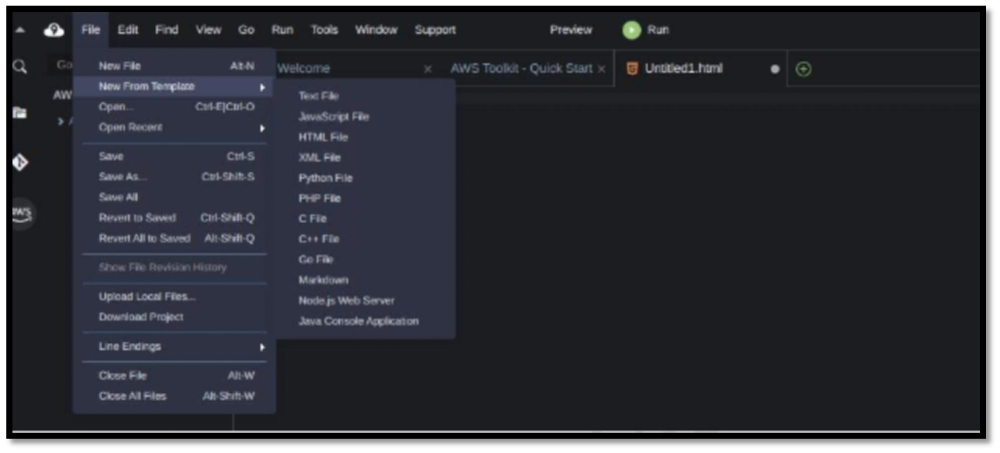 File Edit Find View Go Run Tools Window Support Preview Run
Go
Welcome
AWS Toolkit - Quick Start
Untitled1.html
AW
New File Alt-N
New From Template
Open... Ctrl-E|Ctrl-O
Open Recent
Save Ctrl-S
Save As... Ctrl-Shift-S
Save All
Revert to Saved Ctrl-Shift-Q
Revert All to Saved Alt-Shift-Q
Show File Revision History
Upload Local Files...
Download Project
Line Endings
Close File Alt-W
Close All Files Alt-Shift-W
Text File
JavaScript File
HTML File
XML File
Python File
PHP File
C File
C++ File
Go File
Markdown
Node.js Web Server
Java Console Application
aws